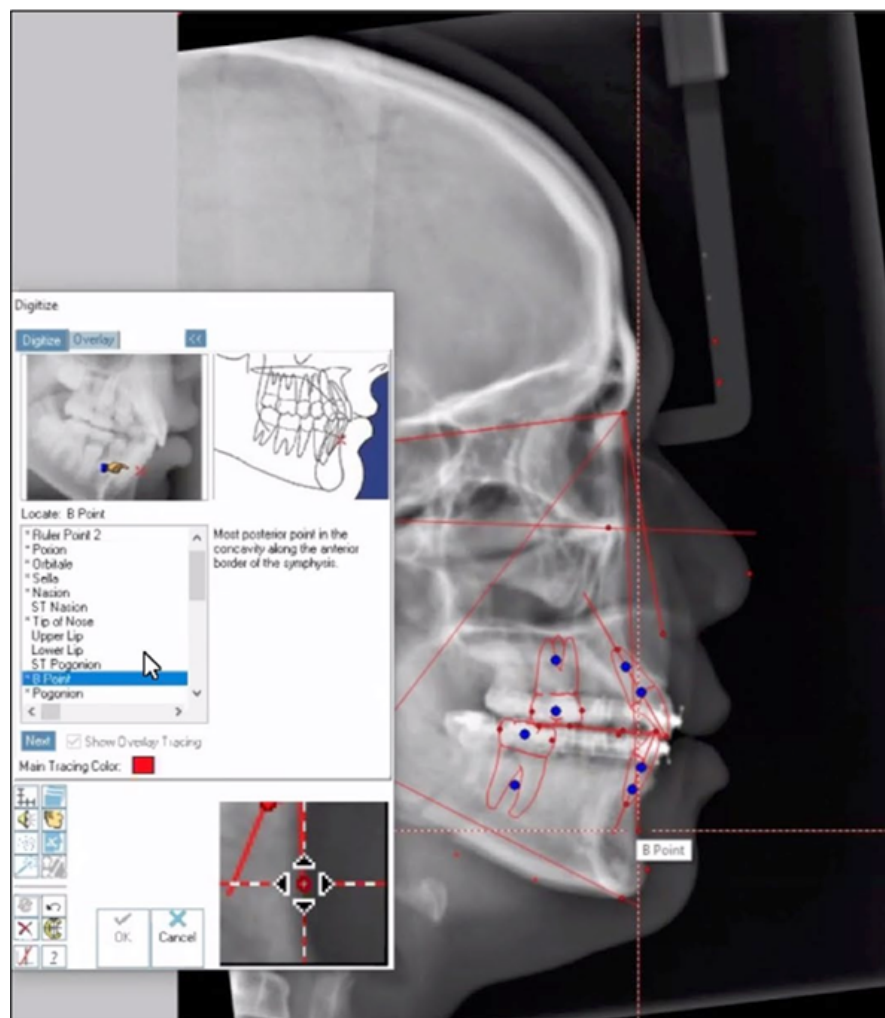 Digitize
Digitize Overlay <<
Locate: B Point
* Ruler Point 2
* Porion
* Orbitale
* Sella
* Nasion
ST Nasion
* Tip of Nose
Upper Lip
Lower Lip
ST Pogonion
* B Point
* Pogonion
Most posterior point in the
concavity along the anterior
border of the symphysis.
Next Show Overlay Tracing
Main Tracing Color:
OK Cancel
?
B Point